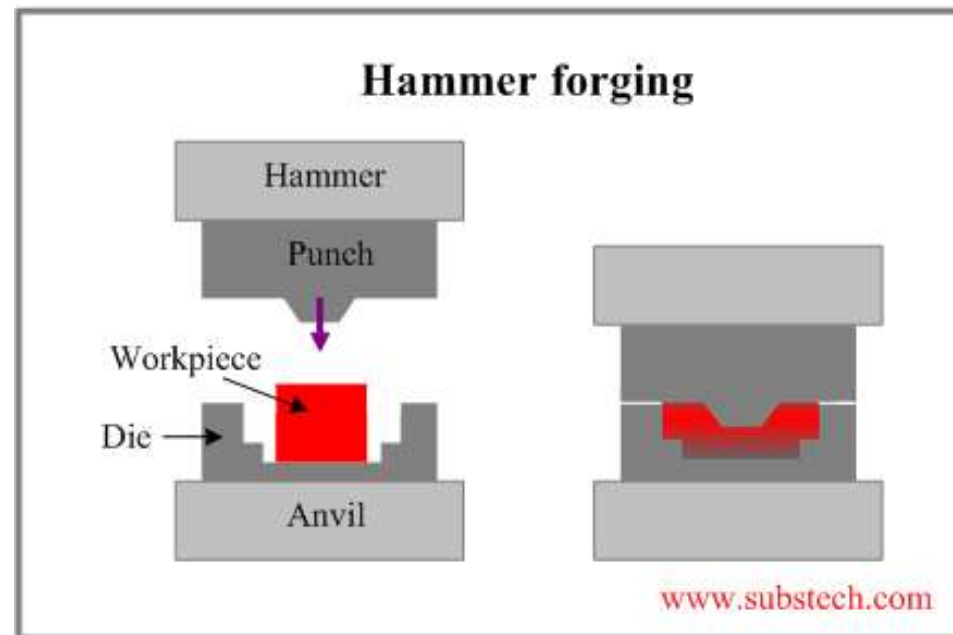 Hammer forging
Hammer
Punch
Workpiece
Die
Anvil
www.substech.com